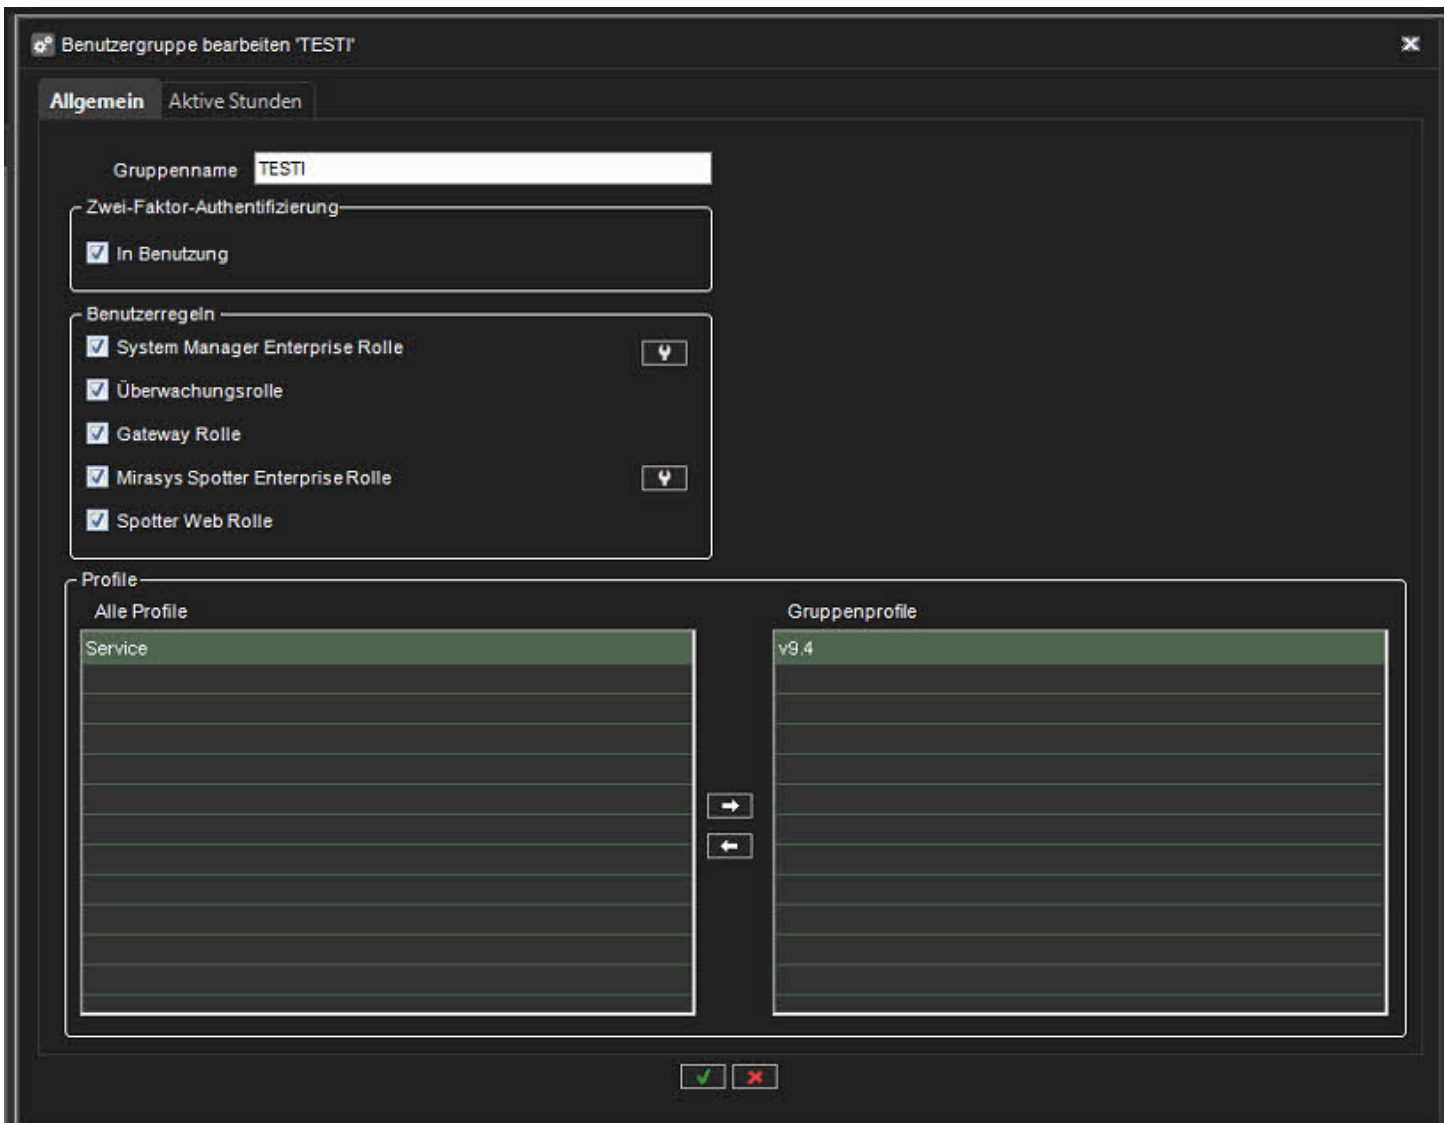 Benutzergruppe bearbeiten 'TESTI'
Allgemein
Aktive Stunden
Gruppenname
TESTI
Zwei-Faktor-Authentifizierung
In Benutzung
Benutzerregeln
System Manager Enterprise Rolle
Überwachungsrolle
Gateway Rolle
Mirasys Spotter Enterprise Rolle
Spotter Web Rolle
Profile
Alle Profile
Gruppenprofile
Service
v9.4